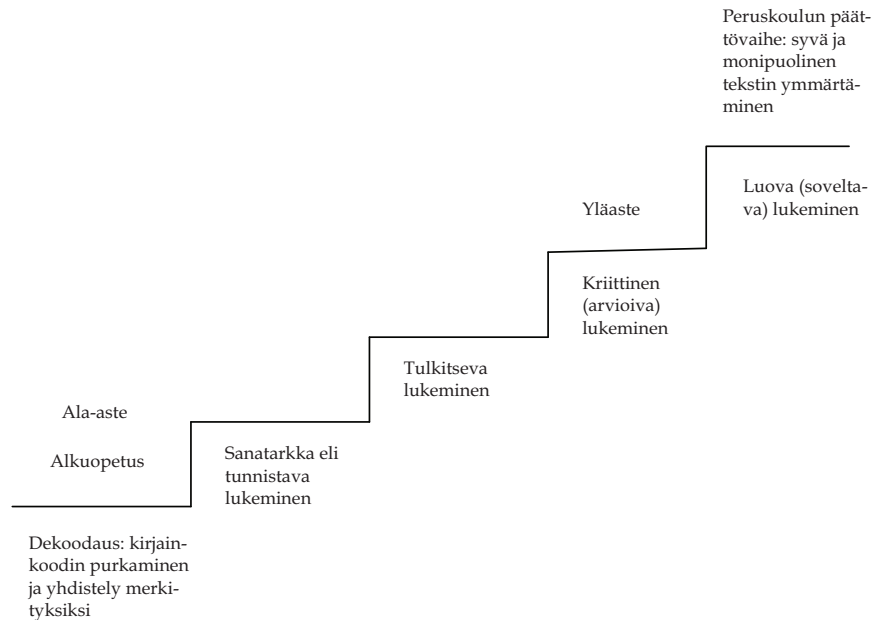 Peruskoulun päät-
tövaihe: syvä ja
monipuolinen
tekstin ymmärtä-
minen
Luova (sovelta-
va) lukeminen
Yläaste
Kriittinen
(arvioiva)
lukeminen
Tulkitseva
lukeminen
Ala-aste
Alkuopetus
Sanatarkka eli
tunnistava
lukeminen
Dekoodaus: kirjain-
koodin purkaminen
ja yhdistely merki-
tyksiksi